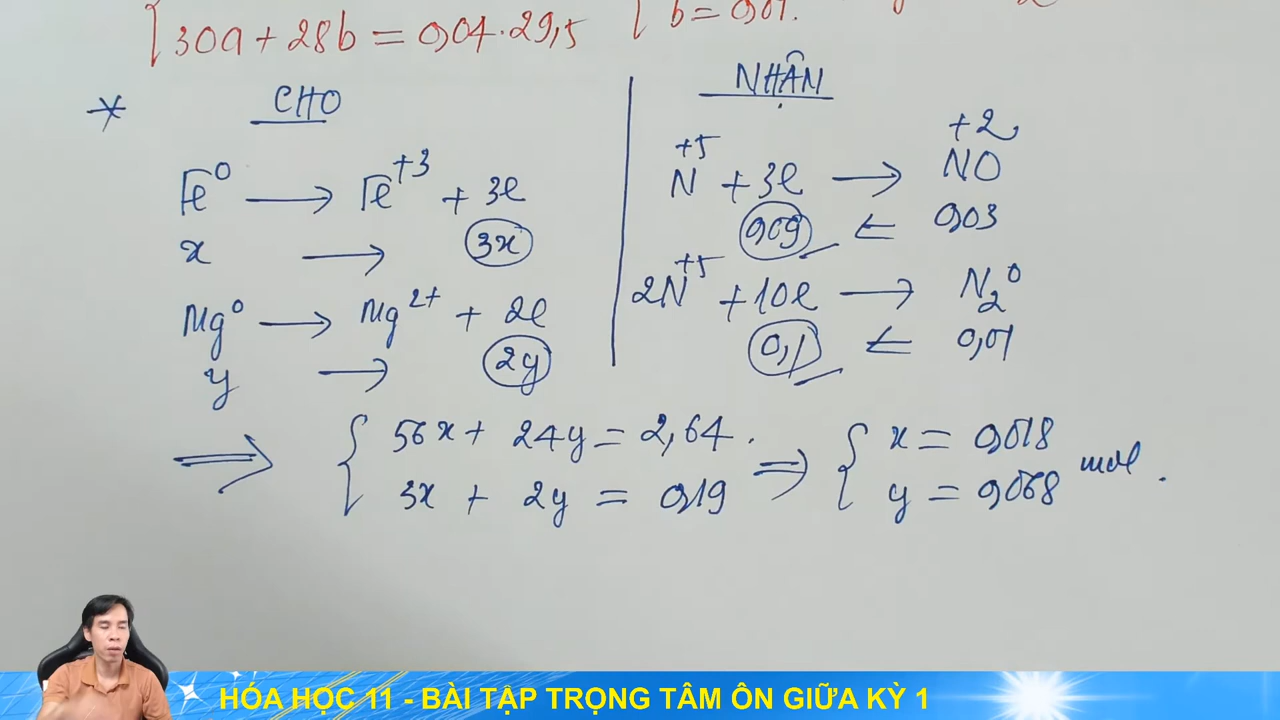 30a + 28b = 0,04.29,5
b = 0,01.
* CHO
NHẬN
Fe⁰ → Fe⁺³ + 3e
x → 3x
Mg⁰ → Mg²⁺ + 2e
y → 2y
N⁺⁵ + 3e → NO⁺²
0,09 ← 0,03
2N⁺⁵ + 10e → N₂⁰
0,1 ← 0,01
⇒ { 56x + 24y = 2,64.
3x + 2y = 0,19
⇒ { x = 0,018
y = 0,068 mol.
HÓA HỌC 11 - BÀI TẬP TRỌNG TÂM ÔN GIỮA KỲ 1